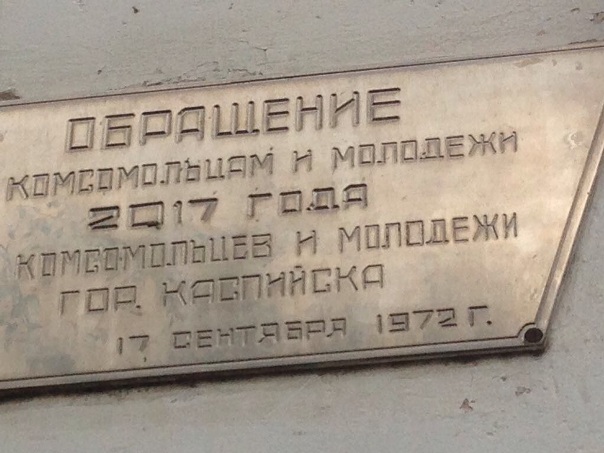 ОБРАЩЕНИЕ
КОМСОМОЛЬЦАМ И МОЛОДЕЖИ
2017 ГОДА
КОМСОМОЛЬЦЕВ И МОЛОДЕЖИ
ГОР. КАСПИЙСКА
17 СЕНТЯБРЯ 1972 Г.